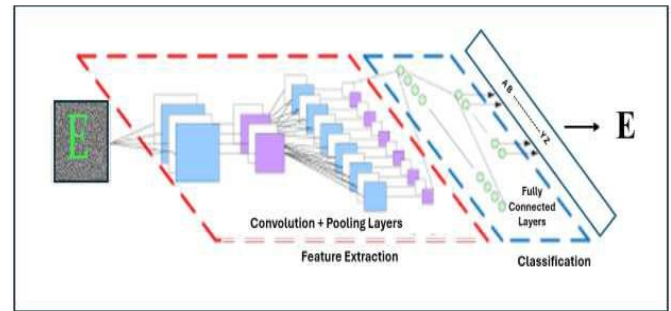 E
Convolution + Pooling Layers
Feature Extraction
Fully
Connected
Layers
Classification
A B ------------ Y Z
E